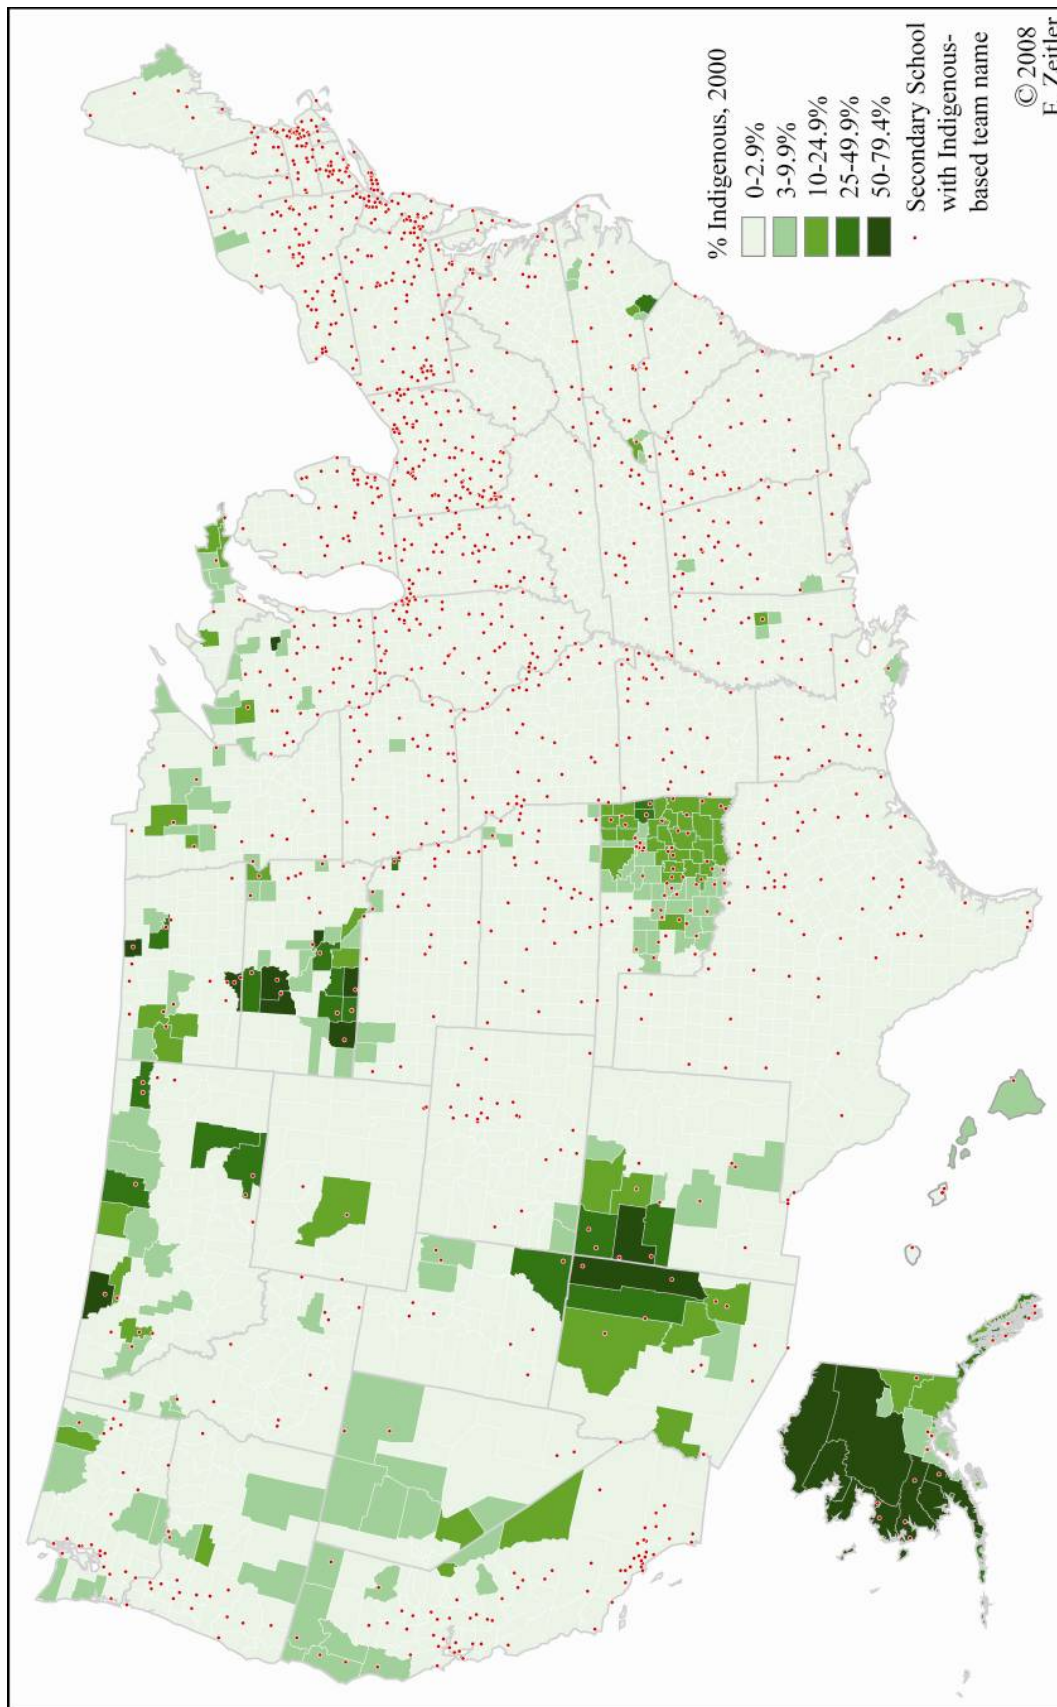 % Indigenous, 2000
0-2.9%
3-9.9%
10-24.9%
25-49.9%
50-79.4%
Secondary School
with Indigenous-
based team name
© 2008
E. Zeitler